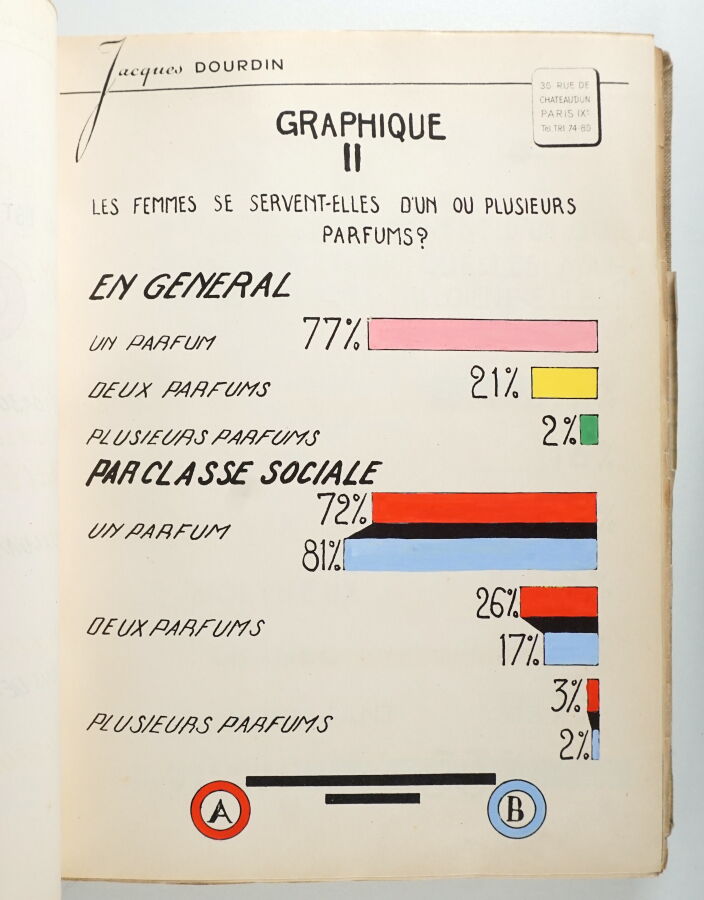 Jacques DOURDIN
36 RUE DE
CHATEAUDUN
PARIS IXᵉ
Tel. TRI 74-80
GRAPHIQUE
II
LES FEMMES SE SERVENT-ELLES D'UN OU PLUSIEURS
PARFUMS?
EN GENERAL
UN PARFUM 77%
DEUX PARFUMS 21%
PLUSIEURS PARFUMS 2%
PAR CLASSE SOCIALE
72%
UN PARFUM
81%
26%
DEUX PARFUMS
17%
3%
PLUSIEURS PARFUMS
2%
A B